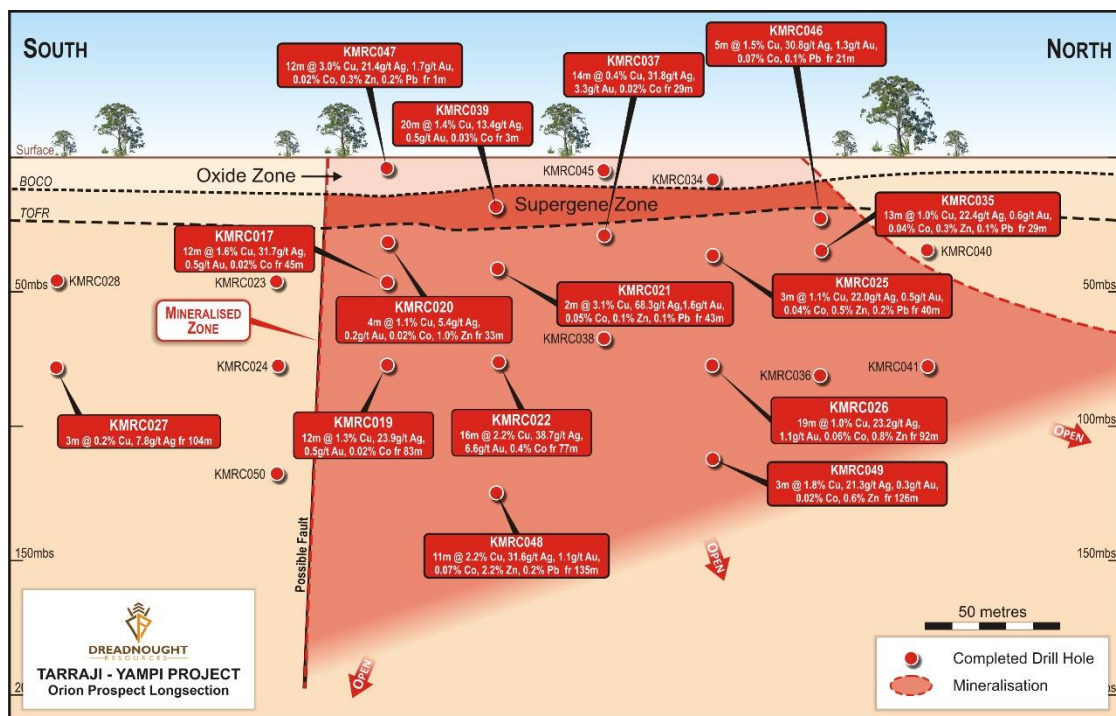 SOUTH
NORTH
KMRC047
12m @ 3.0% Cu, 21.4g/t Ag, 1.7g/t Au,
0.02% Co, 0.3% Zn, 0.2% Pb fr 1m
KMRC037
14m @ 0.4% Cu, 31.8g/t Ag,
3.3g/t Au, 0.02% Co fr 29m
KMRC046
5m @ 1.5% Cu, 30.8g/t Ag, 1.3g/t Au,
0.07% Co, 0.1% Pb fr 21m
KMRC039
20m @ 1.4% Cu, 13.4g/t Ag,
0.5g/t Au, 0.03% Co fr 3m
Surface
Oxide Zone
KMRC045
KMRC034
BOCO
Supergene Zone
TOFR
KMRC035
13m @ 1.0% Cu, 22.4g/t Ag, 0.6g/t Au,
0.04% Co, 0.3% Zn, 0.1% Pb fr 29m
KMRC017
12m @ 1.6% Cu, 31.7g/t Ag,
0.5g/t Au, 0.02% Co fr 45m
KMRC040
50mbs
KMRC028
KMRC023
KMRC020
4m @ 1.1% Cu, 5.4g/t Ag,
0.2g/t Au, 0.02% Co, 1.0% Zn fr 33m
KMRC021
2m @ 3.1% Cu, 68.3g/t Ag,1.6g/t Au,
0.05% Co, 0.1% Zn, 0.1% Pb fr 43m
KMRC025
3m @ 1.1% Cu, 22.0g/t Ag, 0.5g/t Au,
0.04% Co, 0.5% Zn, 0.2% Pb fr 40m
50mbs
MINERALISED
ZONE
KMRC038
KMRC024
KMRC036
KMRC041
KMRC027
3m @ 0.2% Cu, 7.8g/t Ag fr 104m
KMRC019
12m @ 1.3% Cu, 23.9g/t Ag,
0.5g/t Au, 0.02% Co fr 83m
KMRC022
16m @ 2.2% Cu, 38.7g/t Ag,
6.6g/t Au, 0.4% Co fr 77m
KMRC026
19m @ 1.0% Cu, 23.2g/t Ag,
1.1g/t Au, 0.06% Co, 0.8% Zn fr 92m
100mbs
OPEN
KMRC050
KMRC049
3m @ 1.8% Cu, 21.3g/t Ag, 0.3g/t Au,
0.02% Co, 0.6% Zn fr 126m
150mbs
Possible Fault
KMRC048
11m @ 2.2% Cu, 31.6g/t Ag, 1.1g/t Au,
0.07% Co, 2.2% Zn, 0.2% Pb fr 135m
OPEN
150mbs
DREADNOUGHT
RESOURCES
TARRAJI - YAMPI PROJECT
Orion Prospect Longsection
OPEN
50 metres
Completed Drill Hole
Mineralisation